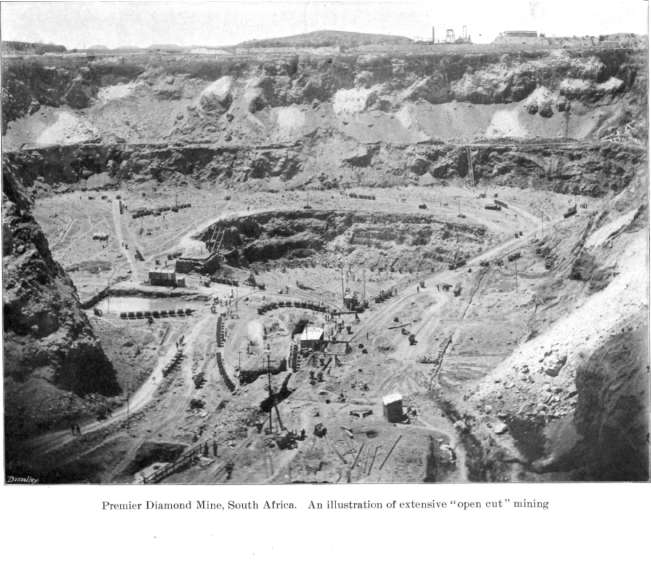 Premier Diamond Mine, South Africa. An illustration of extensive "open cut" mining